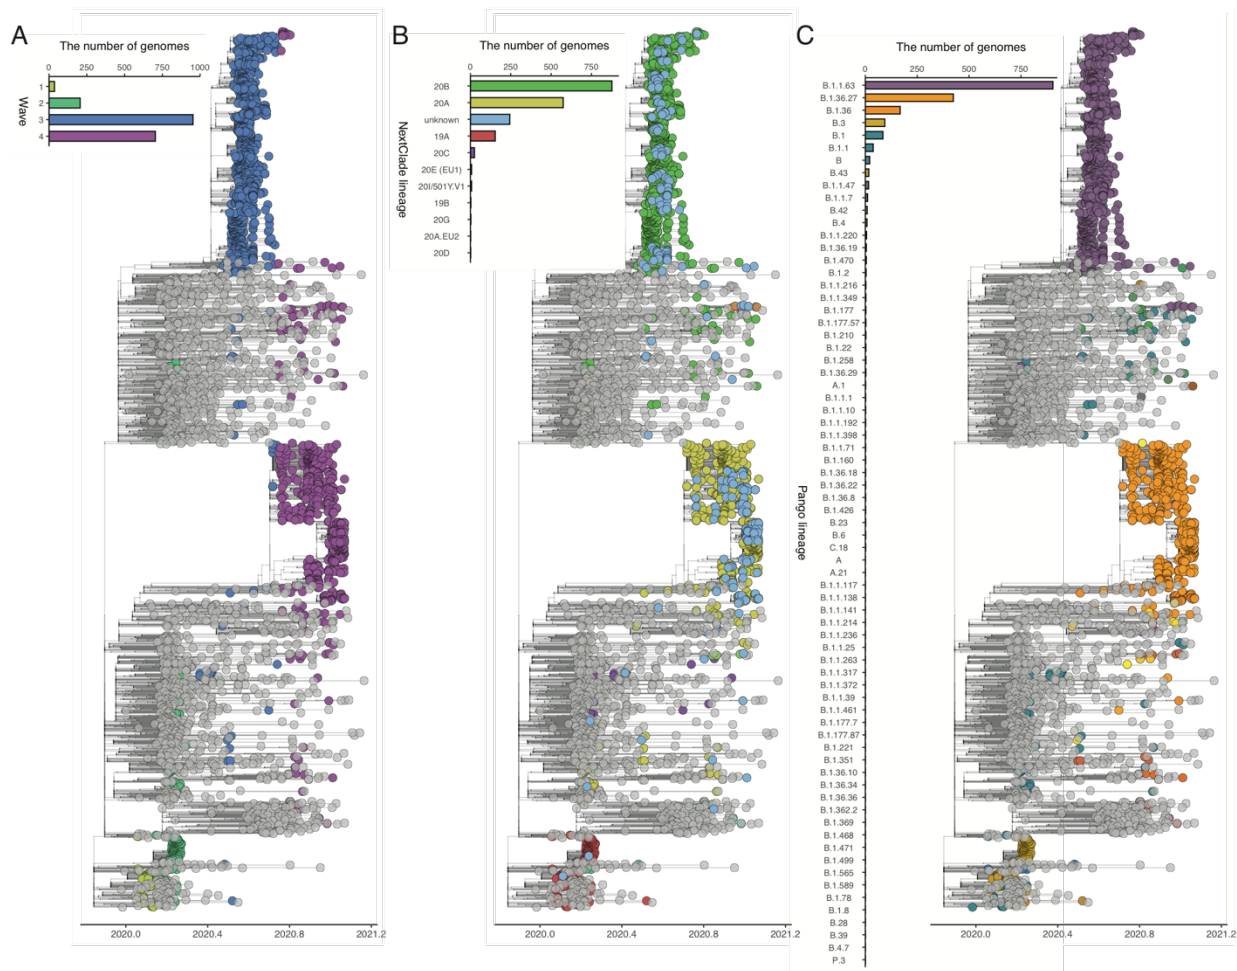 A
The number of genomes
0 250 500 750 1000
Wave
1
2
3
4
2020.0 2020.4 2020.8 2021.2
B
The number of genomes
0 250 500 750
NextClade lineage
20B
20A
unknown
19A
20C
20E (EU1)
20I/501Y.V1
19B
20G
20A.EU2
20D
2020.0 2020.4 2020.8 2021.2
C
The number of genomes
0 250 500 750
Pango lineage
B.1.1.63
B.1.36.27
B.1.36
B.3
B.1
B.1.1
B
B.43
B.1.1.47
B.1.1.7
B.42
B.4
B.1.1.220
B.1.36.19
B.1.470
B.1.2
B.1.1.216
B.1.1.349
B.1.177
B.1.177.57
B.1.210
B.1.22
B.1.258
B.1.36.29
A.1
B.1.1.1
B.1.1.10
B.1.1.192
B.1.1.398
B.1.1.71
B.1.160
B.1.36.18
B.1.36.22
B.1.36.8
B.1.426
B.23
B.6
C.18
A
A.21
B.1.1.117
B.1.1.138
B.1.1.141
B.1.1.214
B.1.1.236
B.1.1.25
B.1.1.263
B.1.1.317
B.1.1.372
B.1.1.39
B.1.1.461
B.1.177.7
B.1.177.87
B.1.221
B.1.351
B.1.36.10
B.1.36.34
B.1.36.36
B.1.362.2
B.1.369
B.1.468
B.1.471
B.1.499
B.1.565
B.1.589
B.1.78
B.1.8
B.28
B.39
B.4.7
P.3
2020.0 2020.4 2020.8 2021.2